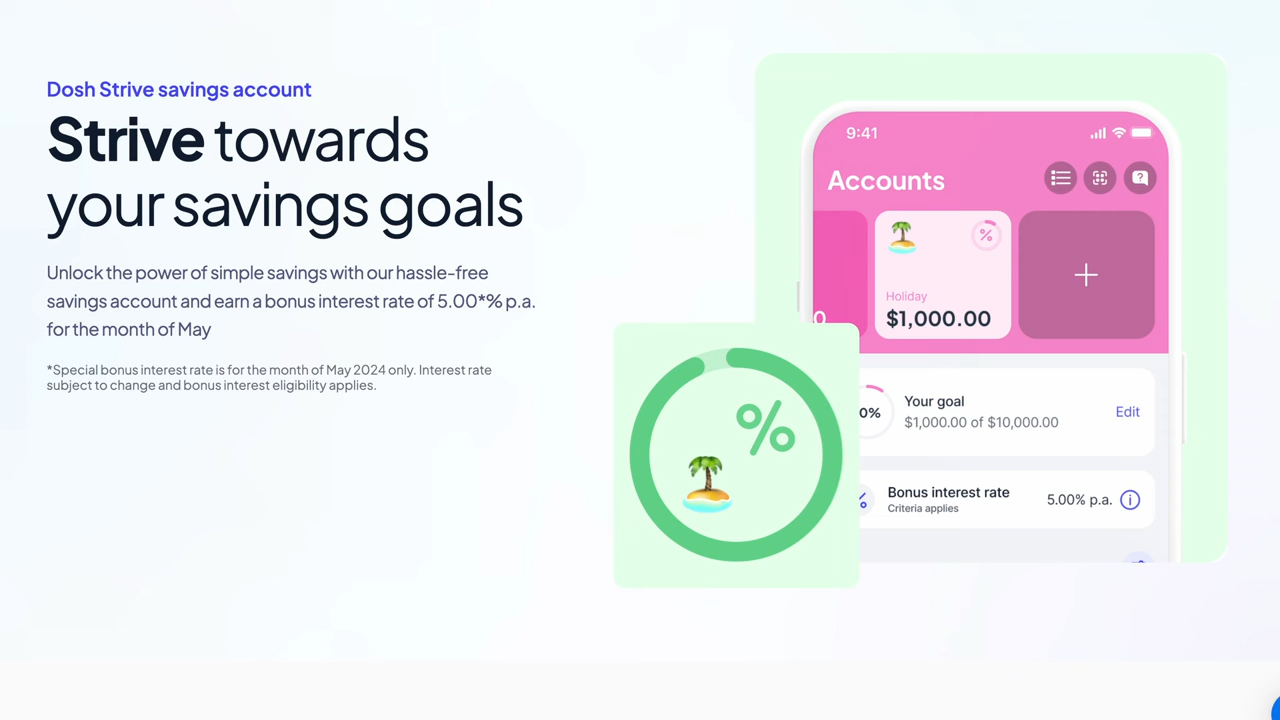 Dosh Strive savings account
Strive towards
your savings goals
Unlock the power of simple savings with our hassle-free
savings account and earn a bonus interest rate of 5.00*% p.a.
for the month of May
*Special bonus interest rate is for the month of May 2024 only. Interest rate
subject to change and bonus interest eligibility applies.
9:41
Accounts
?
%
Holiday
0
$1,000.00
0%
Your goal
$1,000.00 of $10,000.00
Edit
%
Bonus interest rate
Criteria applies
5.00% p.a.